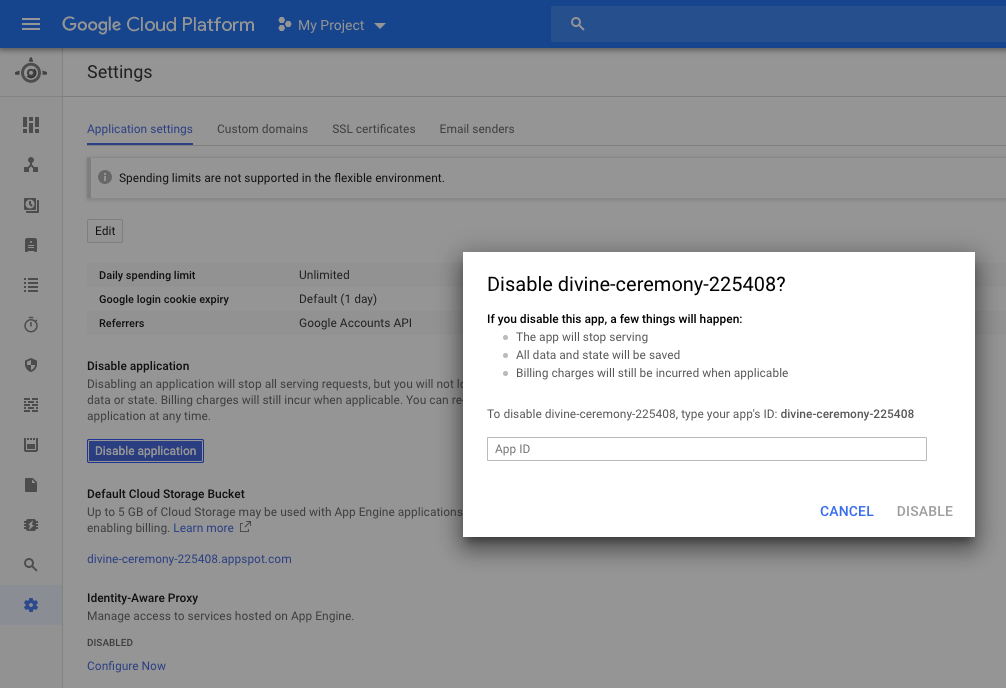 Google Cloud Platform My Project
Settings
Application settings Custom domains SSL certificates Email senders
Spending limits are not supported in the flexible environment.
Edit
Daily spending limit Unlimited
Google login cookie expiry Default (1 day)
Referrers Google Accounts API
Disable application
Disabling an application will stop all serving requests, but you will not
data or state. Billing charges will still incur when applicable. You can
application at any time.
Disable application
Default Cloud Storage Bucket
Up to 5 GB of Cloud Storage may be used with App Engine applications
enabling billing. Learn more
divine-ceremony-225408.appspot.com
Identity-Aware Proxy
Manage access to services hosted on App Engine.
DISABLED
Configure Now
Disable divine-ceremony-225408?
If you disable this app, a few things will happen:
The app will stop serving
All data and state will be saved
Billing charges will still be incurred when applicable
To disable divine-ceremony-225408, type your app's ID: divine-ceremony-225408
App ID
CANCEL DISABLE